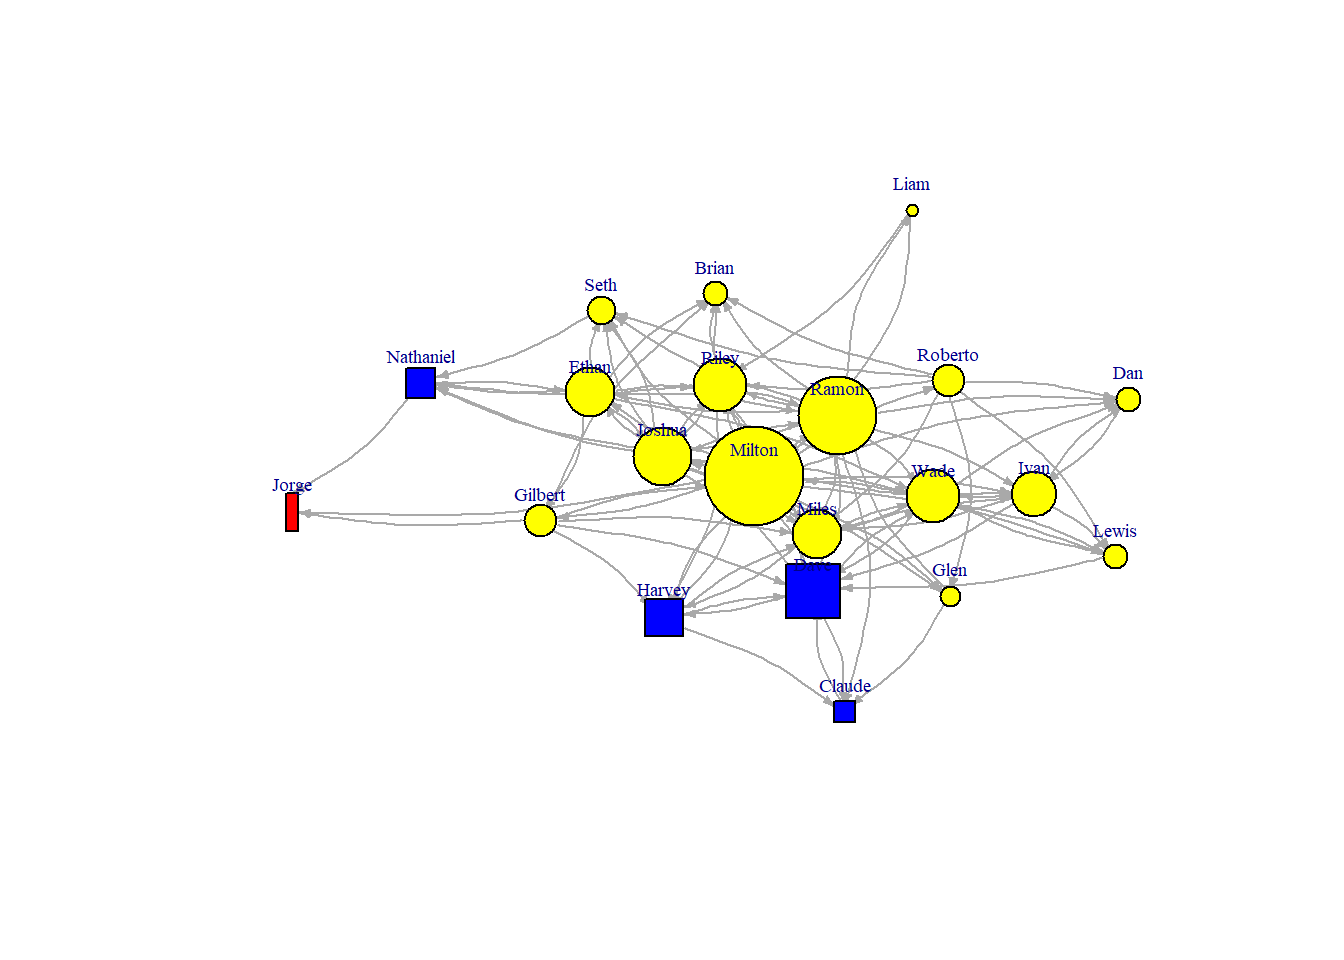 Liam
Brian
Seth
Roberto
Nathaniel
Ethan
Riley
Dan
Ramon
Joshua
Milton
Wade
Ivan
Jorge
Gilbert
Miles
Lewis
Dave
Glen
Harvey
Claude